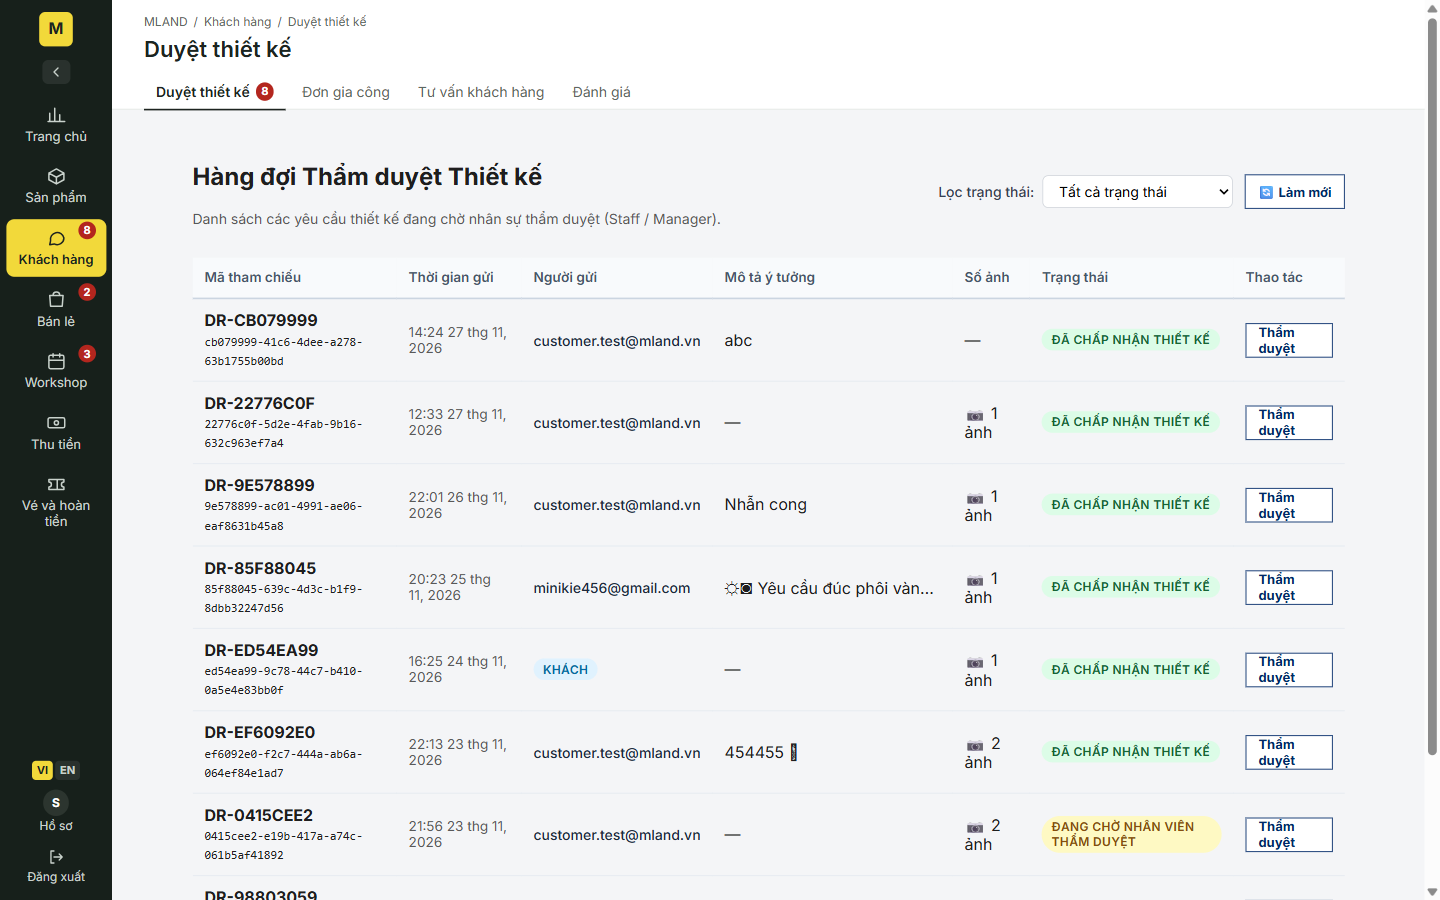 M
Trang chủ
Sản phẩm
8
Khách hàng
2
Bán lẻ
3
Workshop
Thu tiền
Vé và hoàn
tiền
VI EN
S
Hồ sơ
Đăng xuất
MLAND / Khách hàng / Duyệt thiết kế
Duyệt thiết kế
Duyệt thiết kế 8 Đơn gia công Tư vấn khách hàng Đánh giá
Hàng đợi Thẩm duyệt Thiết kế
Danh sách các yêu cầu thiết kế đang chờ nhân sự thẩm duyệt (Staff / Manager).
Lọc trạng thái: Tất cả trạng thái Làm mới
Mã tham chiếu Thời gian gửi Người gửi Mô tả ý tưởng Số ảnh Trạng thái Thao tác
DR-CB079999
cb079999-41c6-4dee-a278-
63b1755b00bd
14:24 27 thg 11,
2026
customer.test@mland.vn
abc
—
ĐÃ CHẤP NHẬN THIẾT KẾ
Thẩm
duyệt
DR-22776C0F
22776c0f-5d2e-4fab-9b16-
632c963ef7a4
12:33 27 thg 11,
2026
customer.test@mland.vn
—
1
ảnh
ĐÃ CHẤP NHẬN THIẾT KẾ
Thẩm
duyệt
DR-9E578899
9e578899-ac01-4991-ae06-
eaf8631b45a8
22:01 26 thg 11,
2026
customer.test@mland.vn
Nhẫn cong
1
ảnh
ĐÃ CHẤP NHẬN THIẾT KẾ
Thẩm
duyệt
DR-85F88045
85f88045-639c-4d3c-b1f9-
8dbb32247d56
20:23 25 thg
11, 2026
minikie456@gmail.com
Yêu cầu đúc phôi vàn...
1
ảnh
ĐÃ CHẤP NHẬN THIẾT KẾ
Thẩm
duyệt
DR-ED54EA99
ed54ea99-9c78-44c7-b410-
0a5e4e83bb0f
16:25 24 thg 11,
2026
KHÁCH
—
1
ảnh
ĐÃ CHẤP NHẬN THIẾT KẾ
Thẩm
duyệt
DR-EF6092E0
ef6092e0-f2c7-444a-ab6a-
064ef84e1ad7
22:13 23 thg 11,
2026
customer.test@mland.vn
454455
2
ảnh
ĐÃ CHẤP NHẬN THIẾT KẾ
Thẩm
duyệt
DR-0415CEE2
0415cee2-e19b-417a-a74c-
061b5af41892
21:56 23 thg 11,
2026
customer.test@mland.vn
—
2
ảnh
ĐANG CHỜ NHÂN VIÊN
THẨM DUYỆT
Thẩm
duyệt
DR-98803059